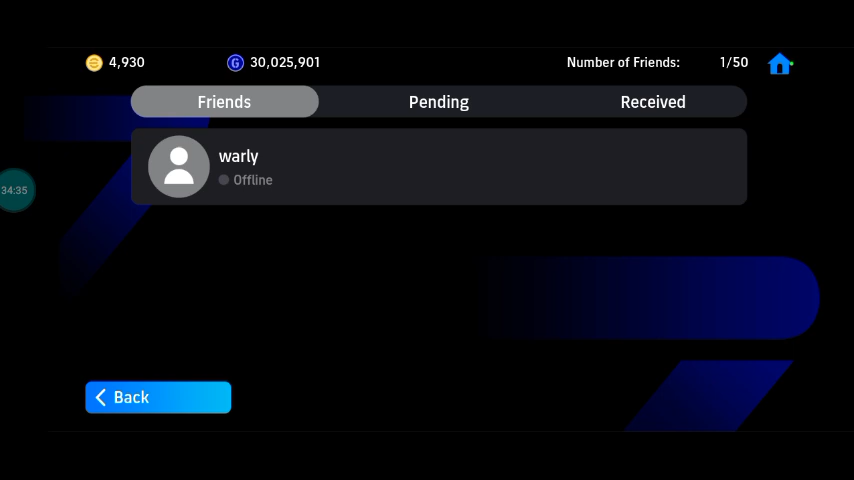 4,930
G 30,025,901
Number of Friends: 1/50
Friends
Pending
Received
warly
Offline
34:35
Back